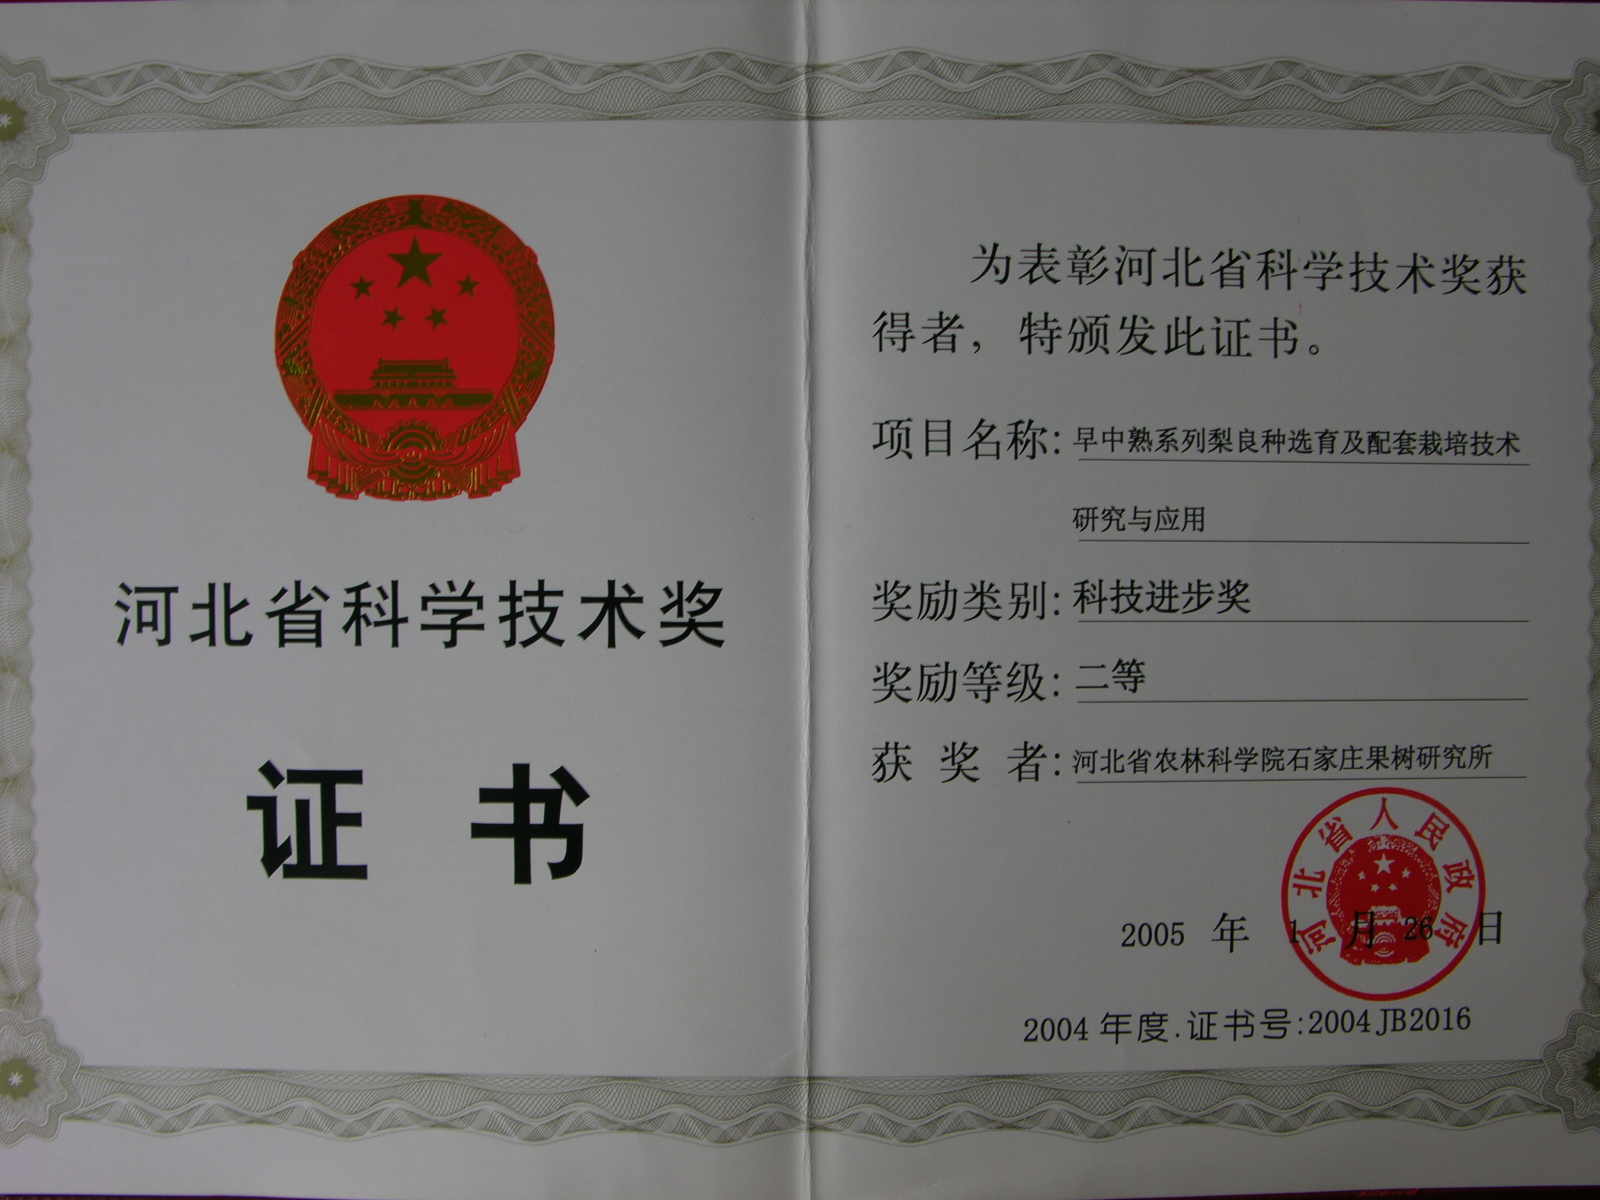 河北省科学技术奖
证书
为表彰河北省科学技术奖获
得者，特颁发此证书。
项目名称：早中熟系列梨良种选育及配套栽培技术
研究与应用
奖励类别：科技进步奖
奖励等级：二等
获奖者：河北省农林科学院石家庄果树研究所
河北省人民政府
2005 年 1 月 26 日
2004 年度.证书号:2004JB2016